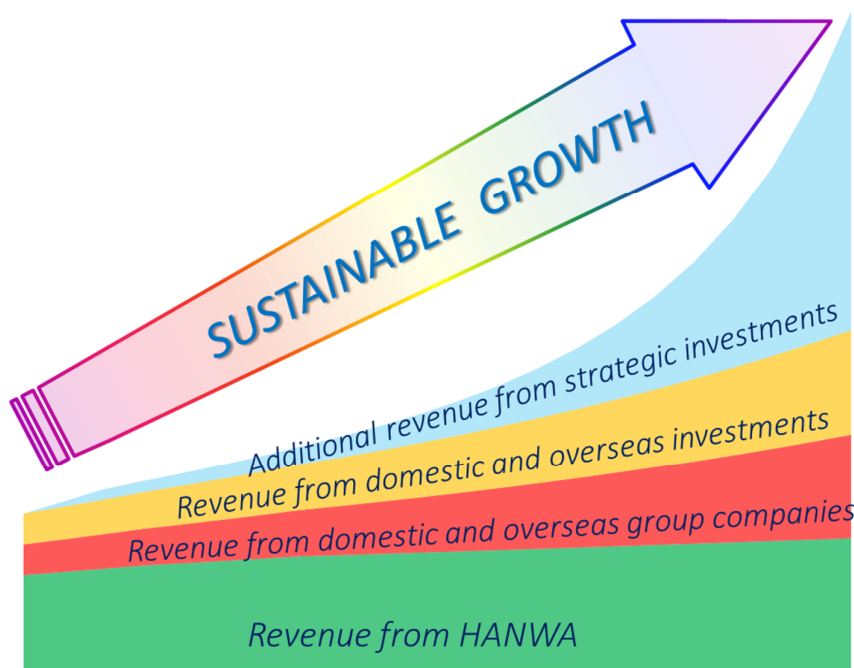 SUSTAINABLE GROWTH
Additional revenue from strategic investments
Revenue from domestic and overseas investments
Revenue from domestic and overseas group companies
Revenue from HANWA